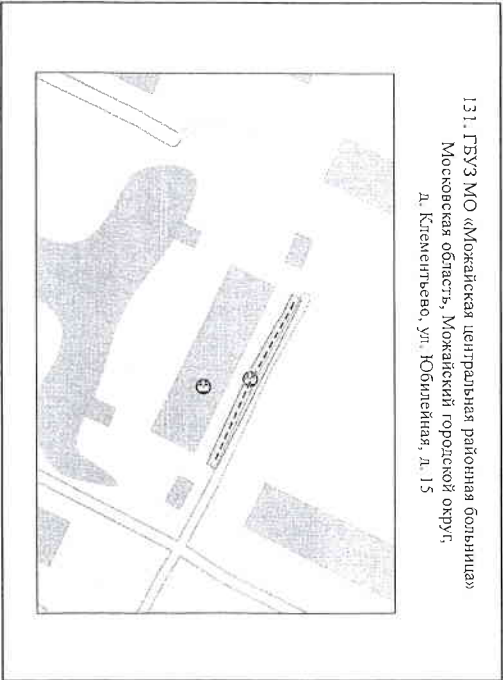 131. ГБУЗ МО «Можайская центральная районная больница»
Московская область, Можайский городской округ,
д. Клементьево, ул. Юбилейная, д. 15